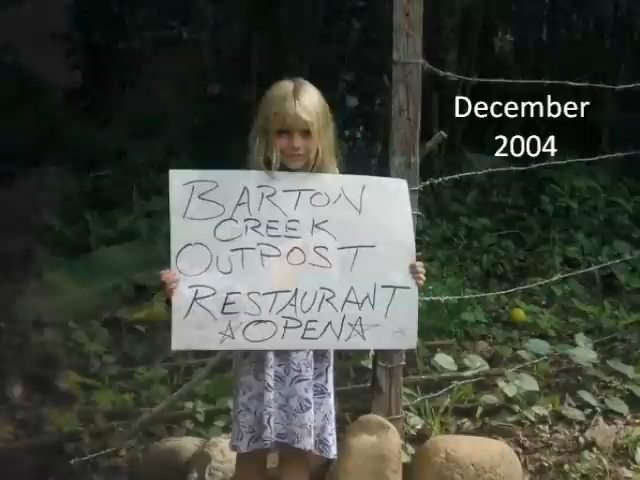 December
2004
BARTON
CREEK
OUTPOST
RESTAURANT
☆OPEN☆